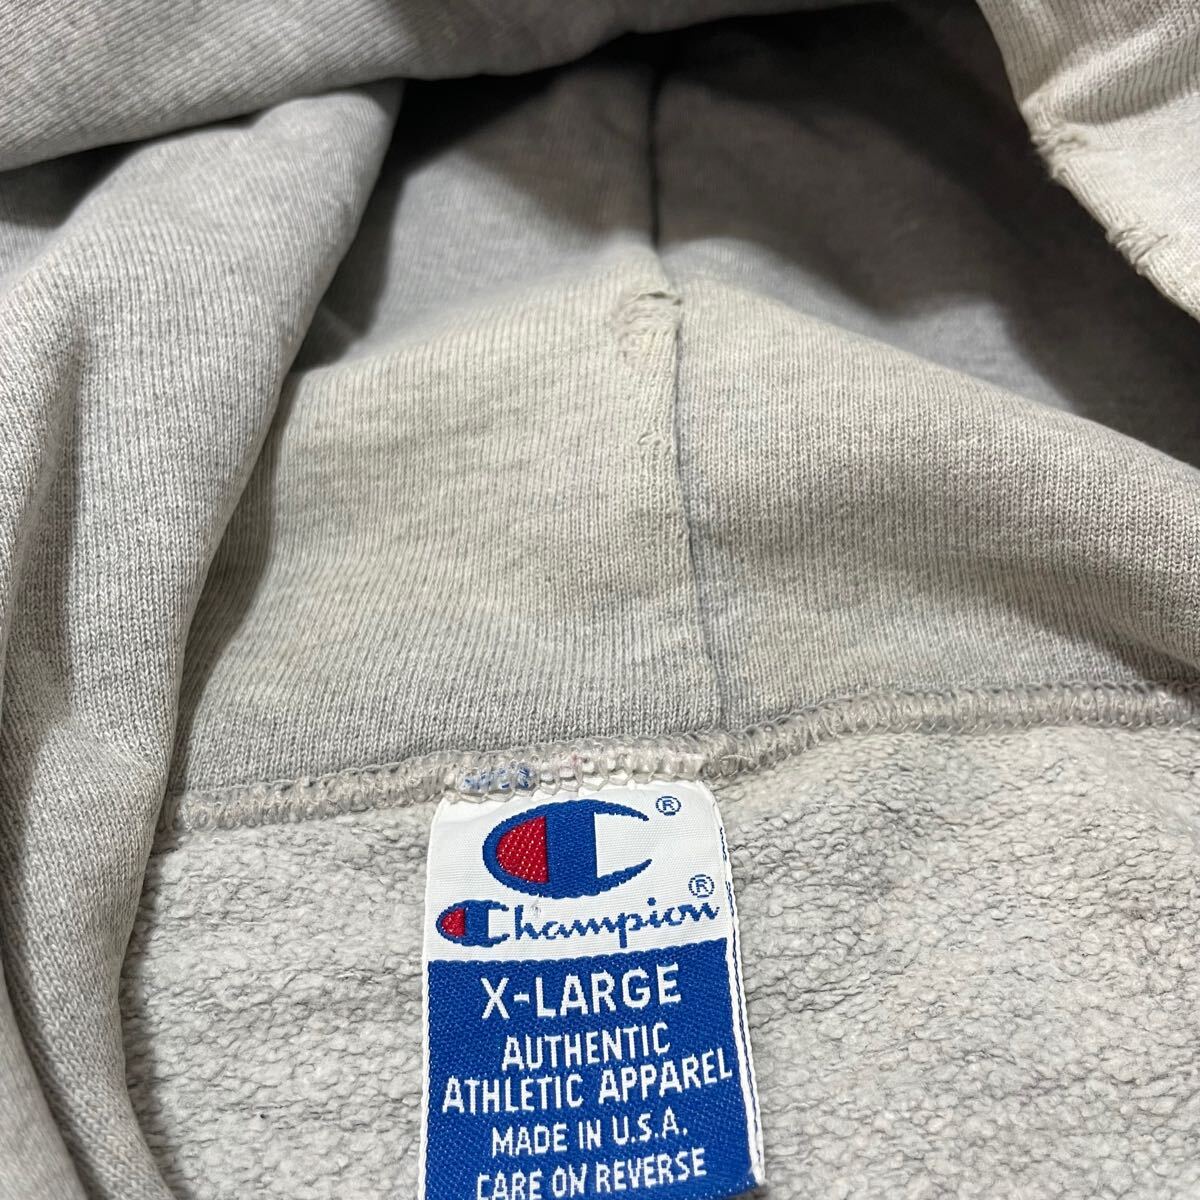 ®
Champion®
X-LARGE
AUTHENTIC
ATHLETIC APPAREL
MADE IN U.S.A.
CARE ON REVERSE